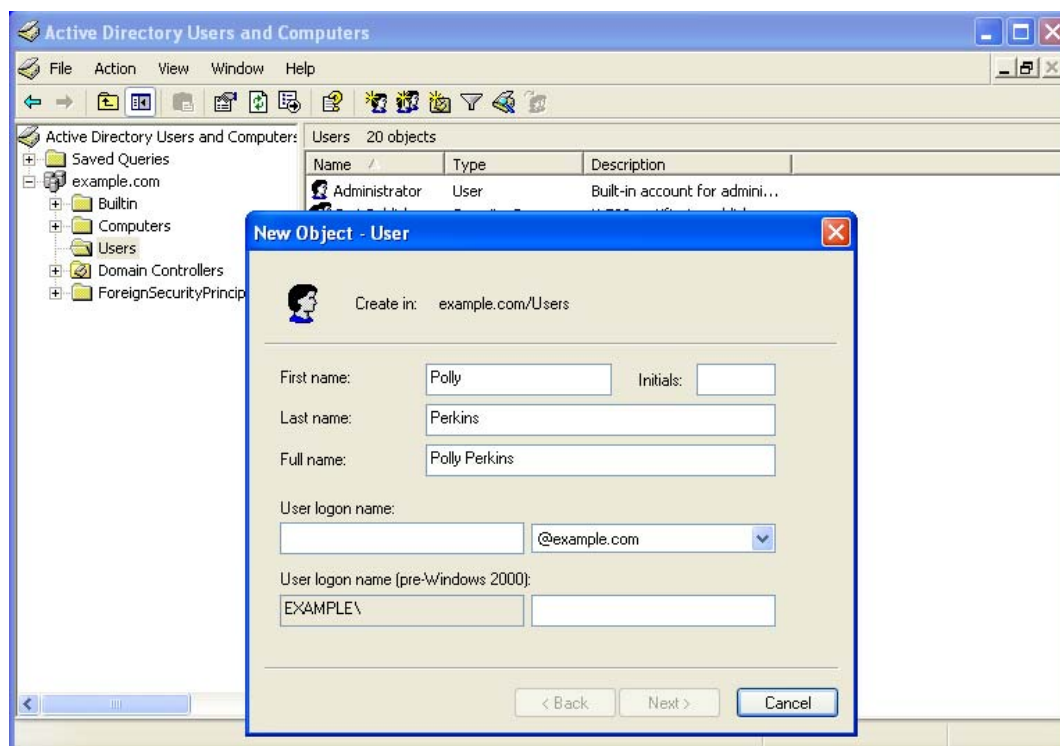 Active Directory Users and Computers
File Action View Window Help
Active Directory Users and Computers
Saved Queries
example.com
Builtin
Computers
Users
Domain Controllers
ForeignSecurityPrincip
Users 20 objects
Name Type Description
Administrator User Built-in account for admini...
New Object - User
Create in: example.com/Users
First name: Polly Initials:
Last name: Perkins
Full name: Polly Perkins
User logon name:
@example.com
User logon name (pre-Windows 2000):
EXAMPLE\
< Back Next > Cancel